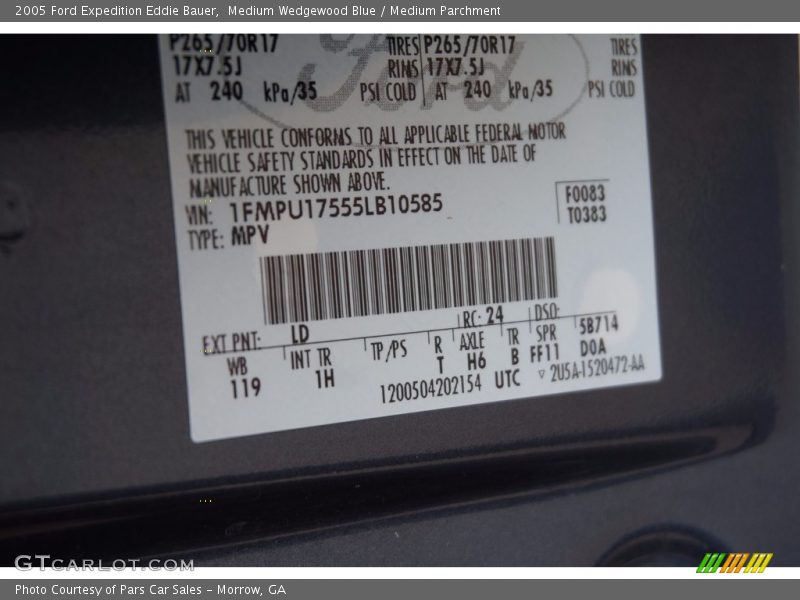 2005 Ford Expedition Eddie Bauer, Medium Wedgewood Blue / Medium Parchment
P265/70R17 TIRES P265/70R17 TIRES
17X7.5J RIMS 17X7.5J RIMS
AT 240 kPa/35 PSI COLD AT 240 kPa/35 PSI COLD
Ford
THIS VEHICLE CONFORMS TO ALL APPLICABLE FEDERAL MOTOR
VEHICLE SAFETY STANDARDS IN EFFECT ON THE DATE OF
MANUFACTURE SHOWN ABOVE.
VIN: 1FMPU17555LB10585 F0083
TYPE: MPV T0383
EXT PNT: LD RC: 24 DSO:
WB INT TR TP/PS R AXLE TR SPR 5B714
119 1H T H6 B FF11 DOA
1200504202154 UTC ▽ 2U5A-1520472-AA
GTCARLOT.COM
Photo Courtesy of Pars Car Sales - Morrow, GA